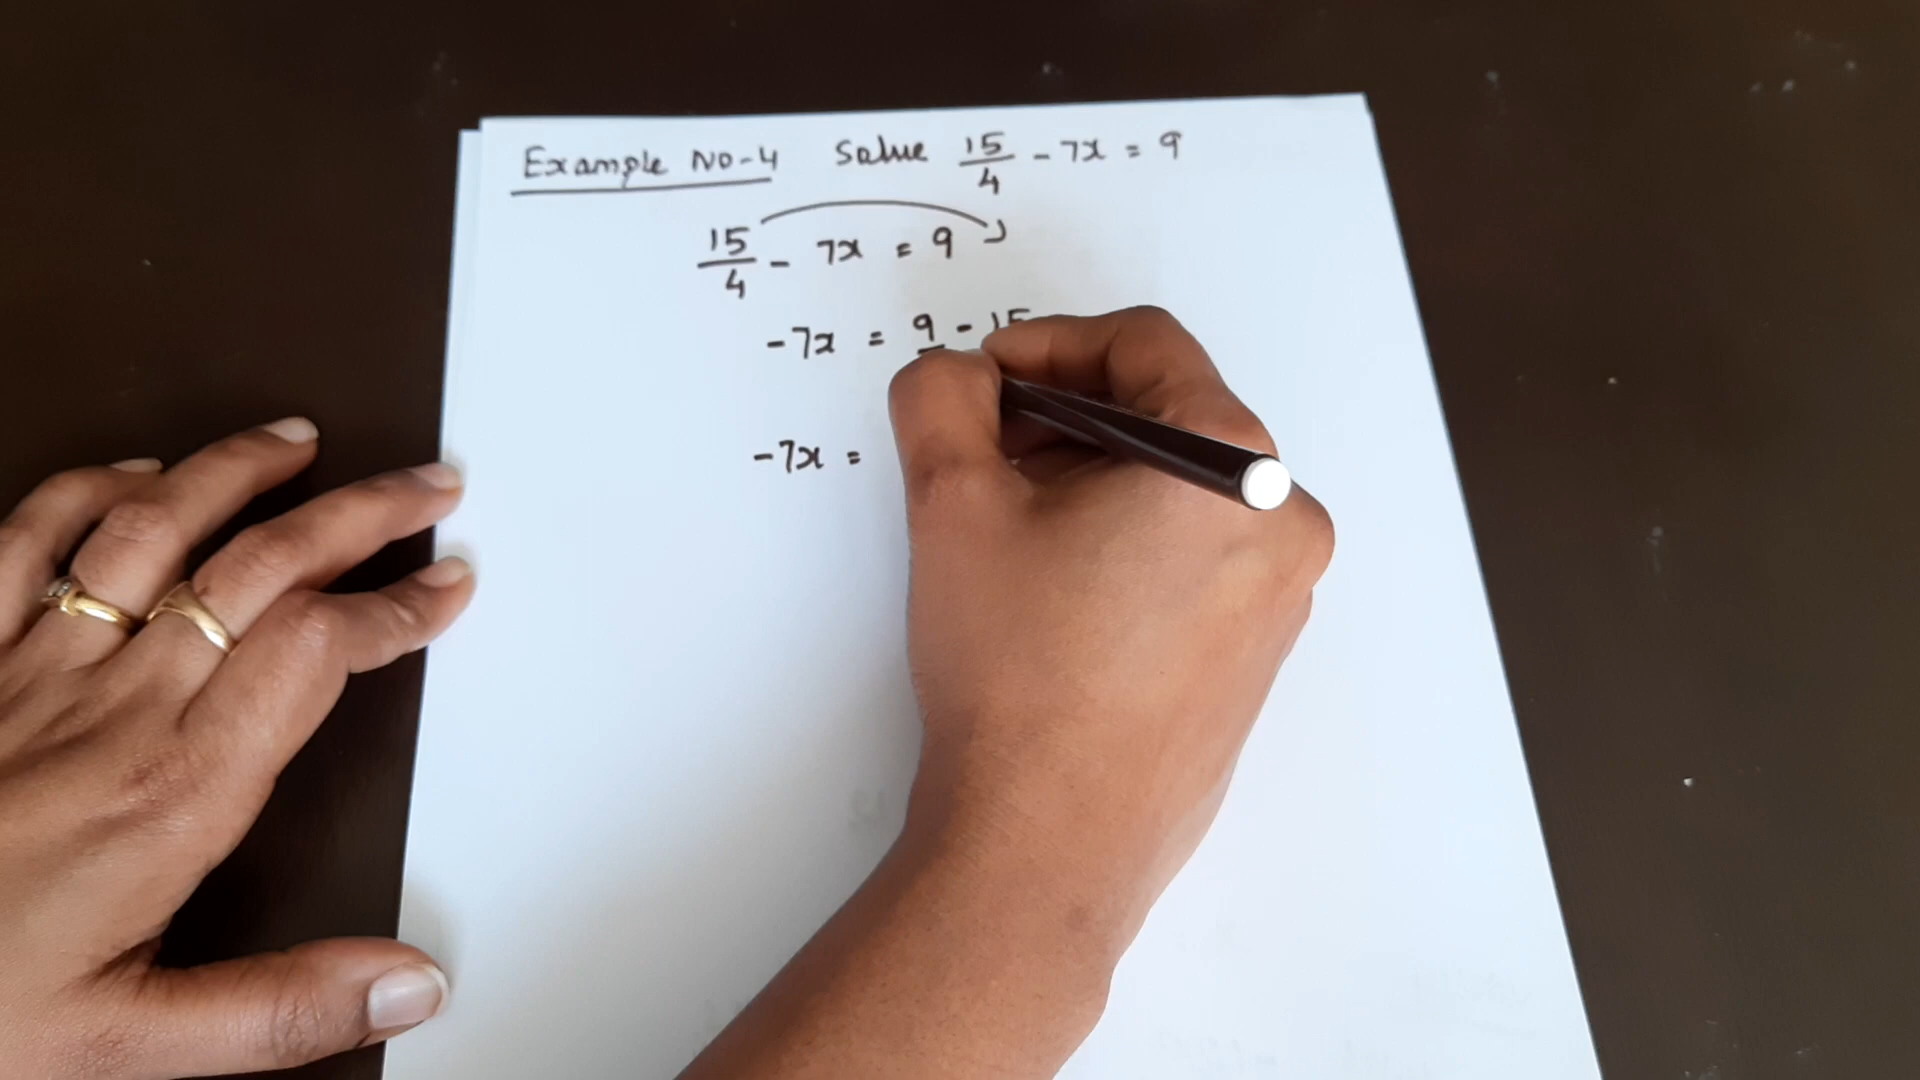 Example NO-4 Solve 15/4 - 7x = 9
15/4 - 7x = 9
-7x = 9 - 15
-7x =